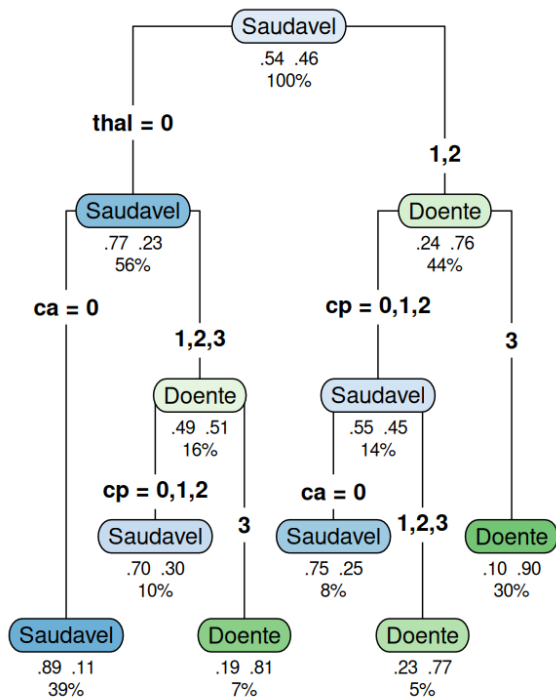 Saudavel
.54 .46
100%
thal = 0
1,2
Saudavel
.77 .23
56%
Doente
.24 .76
44%
ca = 0
1,2,3
cp = 0,1,2
3
Doente
.49 .51
16%
Saudavel
.55 .45
14%
cp = 0,1,2
3
ca = 0
1,2,3
Saudavel
.70 .30
10%
Saudavel
.75 .25
8%
Doente
.10 .90
30%
Saudavel
.89 .11
39%
Doente
.19 .81
7%
Doente
.23 .77
5%